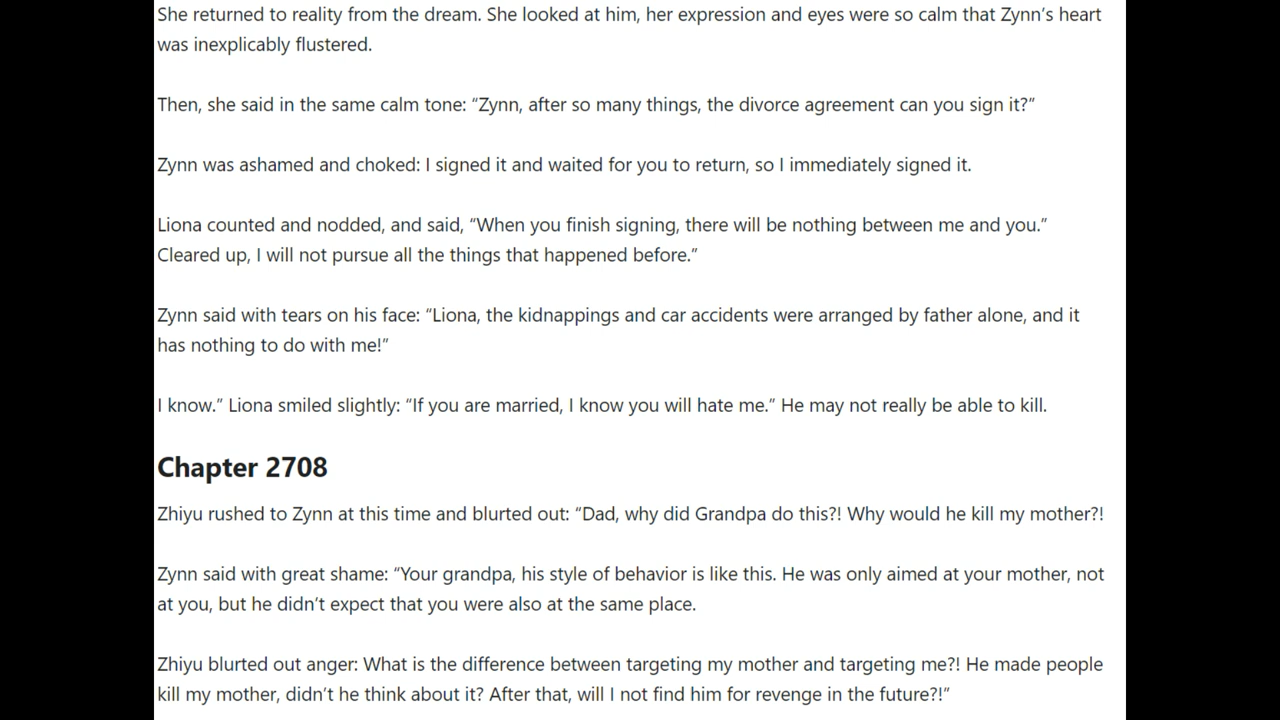 She returned to reality from the dream. She looked at him, her expression and eyes were so calm that Zynn’s heart
was inexplicably flustered.
Then, she said in the same calm tone: “Zynn, after so many things, the divorce agreement can you sign it?”
Zynn was ashamed and choked: I signed it and waited for you to return, so I immediately signed it.
Liona counted and nodded, and said, “When you finish signing, there will be nothing between me and you.”
Cleared up, I will not pursue all the things that happened before.”
Zynn said with tears on his face: “Liona, the kidnappings and car accidents were arranged by father alone, and it
has nothing to do with me!”
I know.” Liona smiled slightly: “If you are married, I know you will hate me.” He may not really be able to kill.
Chapter 2708
Zhiyu rushed to Zynn at this time and blurted out: “Dad, why did Grandpa do this?! Why would he kill my mother?!
Zynn said with great shame: “Your grandpa, his style of behavior is like this. He was only aimed at your mother, not
at you, but he didn’t expect that you were also at the same place.
Zhiyu blurted out anger: What is the difference between targeting my mother and targeting me?! He made people
kill my mother, didn’t he think about it? After that, will I not find him for revenge in the future?!”